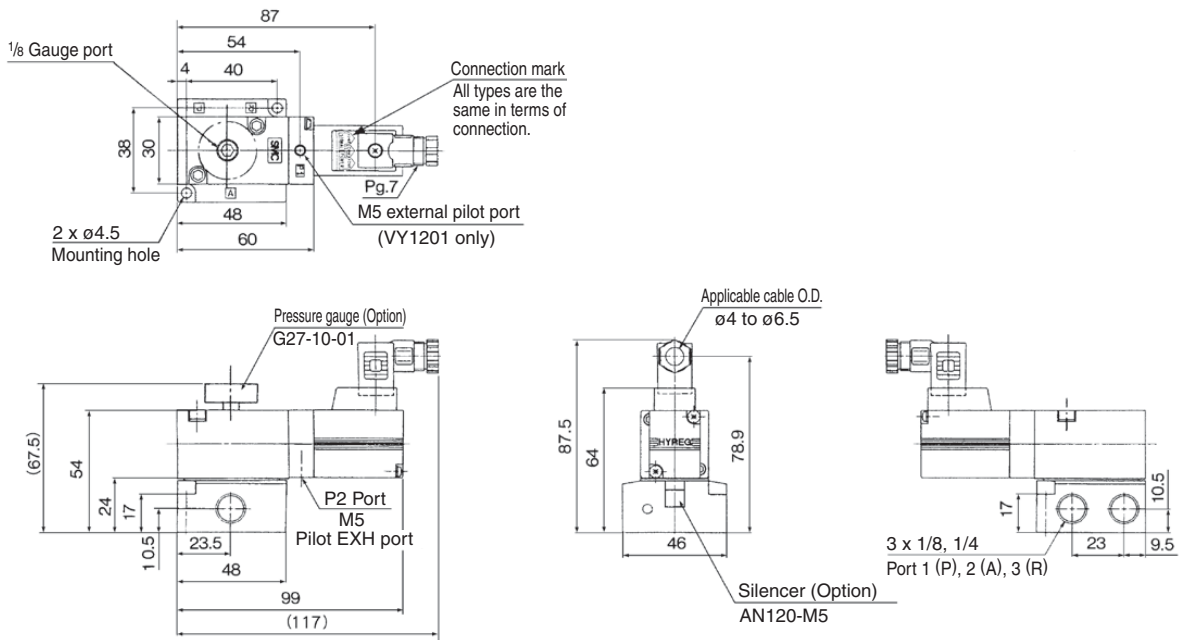 87
54
1/8 Gauge port
4
40
Connection mark
All types are the
same in terms of
connection.
38
30
SMC
A
Pg.7
48
M5 external pilot port
2 x ø4.5
60
(VY1201 only)
Mounting hole
Pressure gauge (Option)
G27-10-01
(67.5)
54
24
17
10.5
P2 Port
M5
Pilot EXH port
23.5
48
99
(117)
Applicable cable O.D.
ø4 to ø6.5
87.5
64
HYREG
78.9
46
Silencer (Option)
AN120-M5
17
10.5
3 x 1/8, 1/4
23
9.5
Port 1 (P), 2 (A), 3 (R)